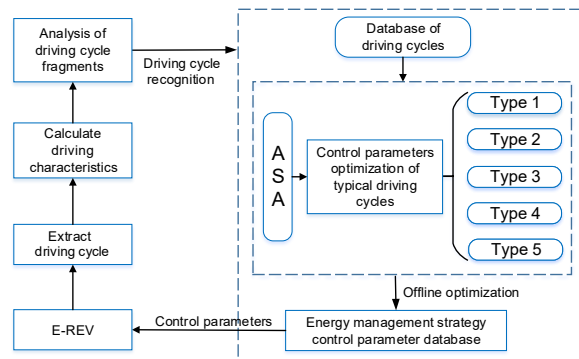 Analysis of
driving cycle
fragments
Driving cycle
recognition
Database of
driving cycles
Calculate
driving
characteristics
A
S
A
Control parameters
optimization of
typical driving
cycles
Type 1
Type 2
Type 3
Type 4
Type 5
Extract
driving cycle
Offline optimization
E-REV
Control parameters
Energy management strategy
control parameter database